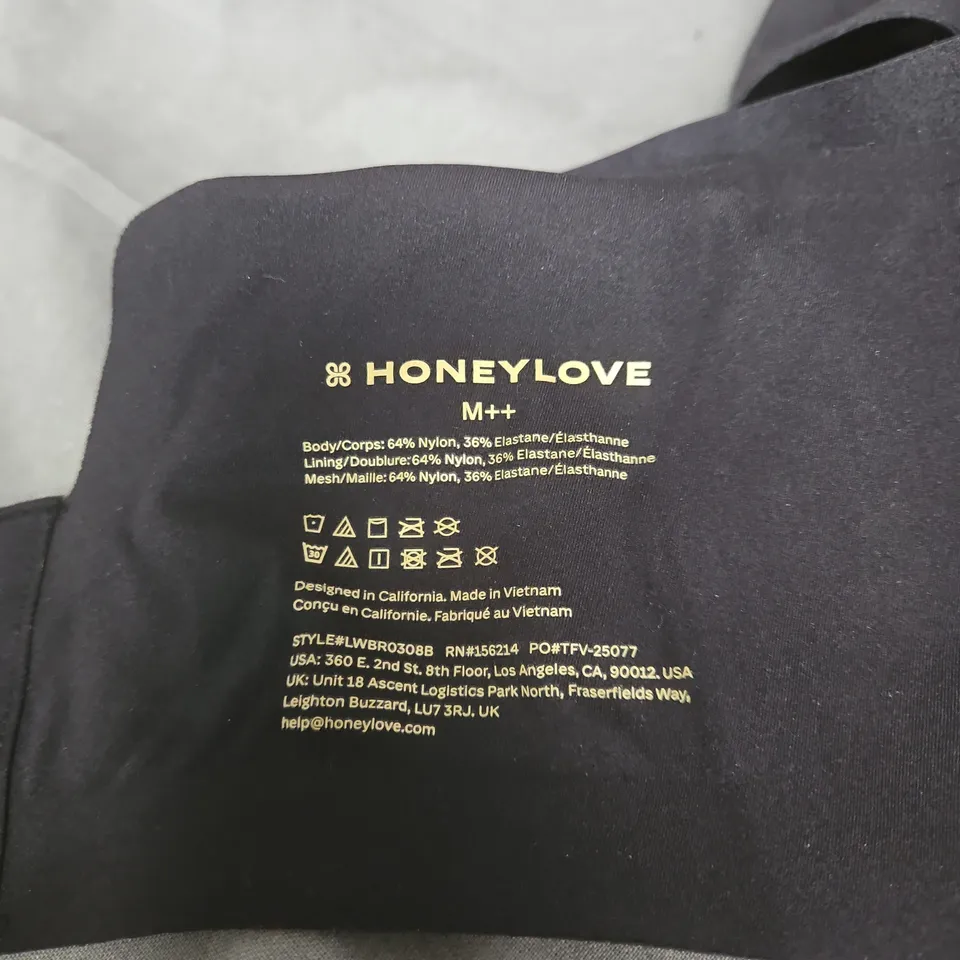 HONEYLOVE
M++
Body/Corps: 64% Nylon, 36% Elastane/Élasthanne
Lining/Doublure: 64% Nylon, 36% Elastane/Élasthanne
Mesh/Maille: 64% Nylon, 36% Elastane/Élasthanne
30
Designed in California. Made in Vietnam
Conçu en Californie. Fabriqué au Vietnam
STYLE#LWBR0308B RN#156214 PO#TFV-25077
USA: 360 E. 2nd St. 8th Floor, Los Angeles, CA, 90012. USA
UK: Unit 18 Ascent Logistics Park North, Fraserfields Way,
Leighton Buzzard, LU7 3RJ. UK
help@honeylove.com